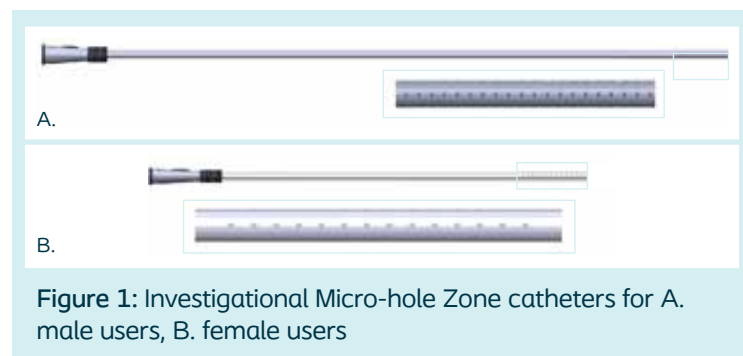 A.
B.
Figure 1: Investigational Micro-hole Zone catheters for A.
male users, B. female users